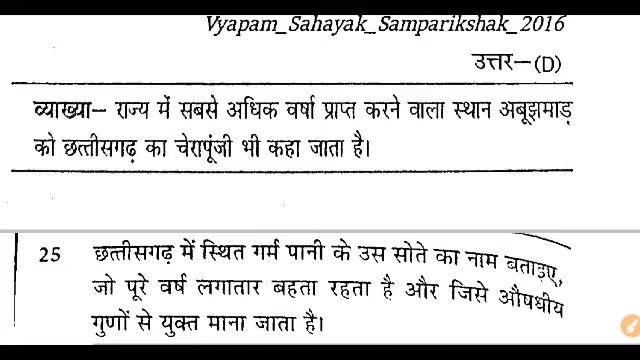 Vyapam_Sahayak_Samparikshak_2016
उत्तर–(D)
व्याख्या– राज्य में सबसे अधिक वर्षा प्राप्त करने वाला स्थान अबूझमाड़
को छत्तीसगढ़ का चेरापूंजी भी कहा जाता है।
25 छत्तीसगढ़ में स्थित गर्म पानी के उस सोते का नाम बताइए,
जो पूरे वर्ष लगातार बहता रहता है और जिसे औषधीय
गुणों से युक्त माना जाता है।